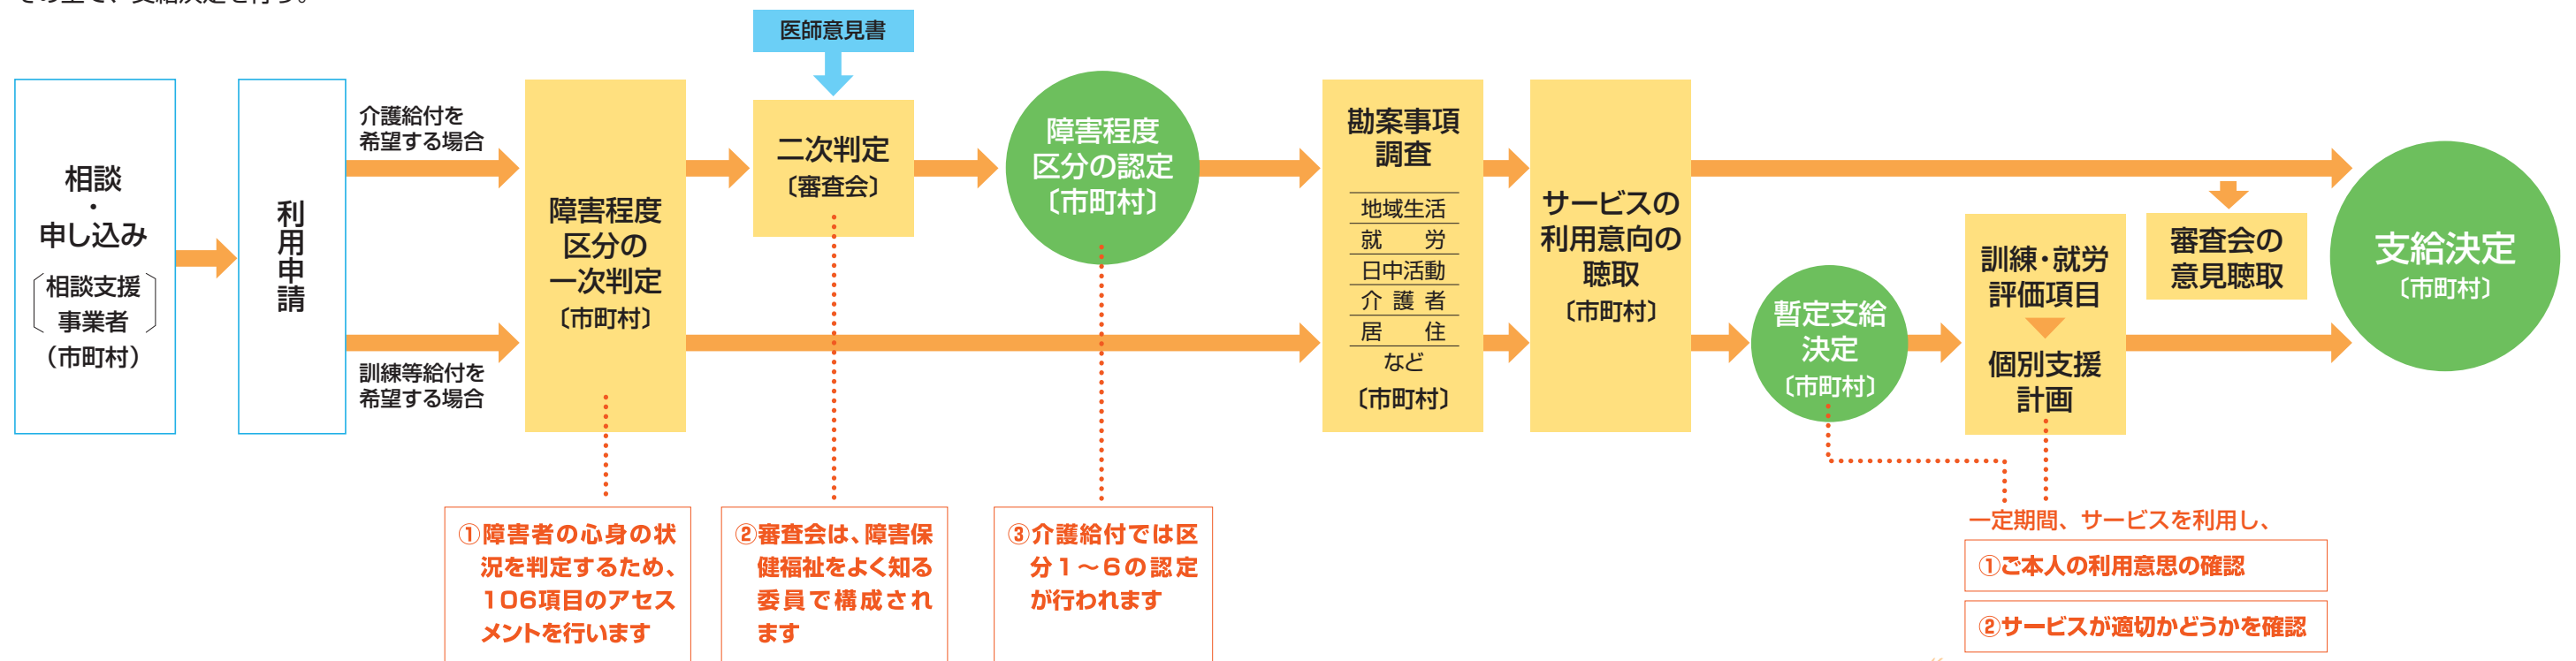 その上で、支給決定を行う。
相談
・
申し込み
相談支援
事業者
（市町村）
利用申請
介護給付を
希望する場合
訓練等給付を
希望する場合
障害程度
区分の
一次判定
〔市町村〕
医師意見書
二次判定
〔審査会〕
障害程度
区分の認定
〔市町村〕
勘案事項
調査
地域生活
就　労
日中活動
介護者
居　住
など
〔市町村〕
サービスの
利用意向の
聴取
〔市町村〕
暫定支給
決定
〔市町村〕
訓練・就労
評価項目
個別支援
計画
審査会の
意見聴取
支給決定
〔市町村〕
①障害者の心身の状
況を判定するため、
106項目のアセス
メントを行います
②審査会は、障害保
健福祉をよく知る
委員で構成され
ます
③介護給付では区
分1～6の認定
が行われます
一定期間、サービスを利用し、
①ご本人の利用意思の確認
②サービスが適切かどうかを確認